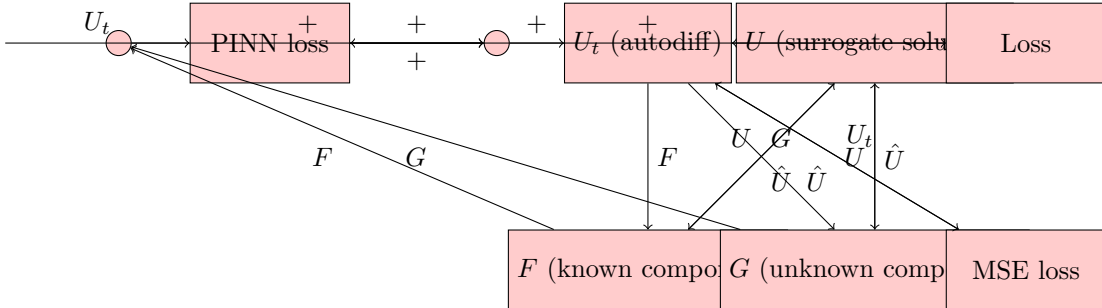 U_t
+ + + +
PINN loss
U_t (autodiff)
U (surrogate solu
Loss
+
F
G
F
U
G
U_t
U
Û
Û
Û
F (known compo
G (unknown comp
MSE loss